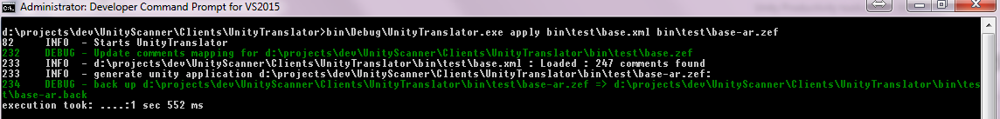 Administrator: Developer Command Prompt for VS2015
d:\projects\dev\UnityScanner\Clients\UnityTranslator>bin\Debug\UnityTranslator.exe apply bin\test\base.xml bin\test\base-ar.zef
82 INFO - Starts UnityTranslator
232 DEBUG - Update comments mapping for d:\projects\dev\UnityScanner\Clients\UnityTranslator\bin\test\base.zef
233 INFO - d:\projects\dev\UnityScanner\Clients\UnityTranslator\bin\test\base.xml : Loaded : 247 comments found
233 INFO - generate unity application d:\projects\dev\UnityScanner\Clients\UnityTranslator\bin\test\base-ar.zef:
234 DEBUG - back up d:\projects\dev\UnityScanner\Clients\UnityTranslator\bin\test\base-ar.zef => d:\projects\dev\UnityScanner\Clients\UnityTranslator\bin\tes
t\base-ar.back
execution took: ....:1 sec 552 ms